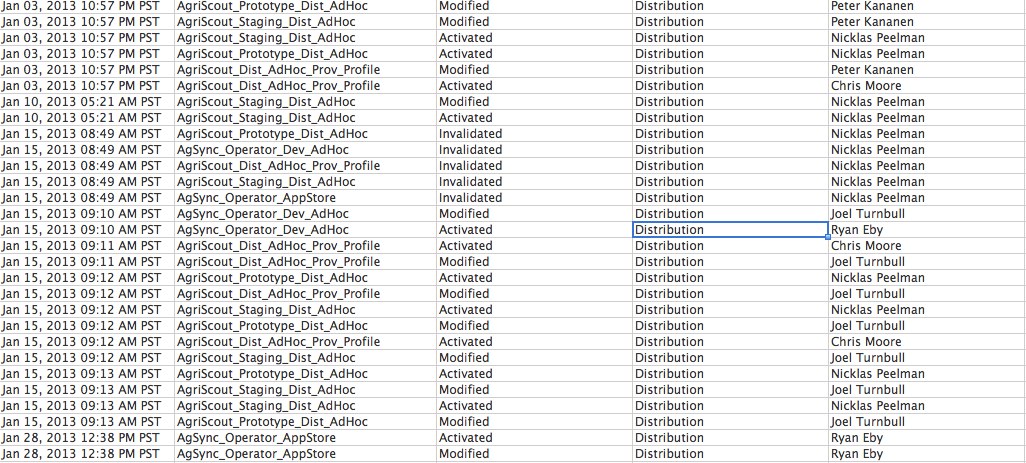 Jan 03, 2013 10:57 PM PST AgriScout_Prototype_Dist_AdHoc Modified Distribution Peter Kananen
Jan 03, 2013 10:57 PM PST AgriScout_Staging_Dist_AdHoc Modified Distribution Peter Kananen
Jan 03, 2013 10:57 PM PST AgriScout_Staging_Dist_AdHoc Activated Distribution Nicklas Peelman
Jan 03, 2013 10:57 PM PST AgriScout_Prototype_Dist_AdHoc Activated Distribution Nicklas Peelman
Jan 03, 2013 10:57 PM PST AgriScout_Dist_AdHoc_Prov_Profile Modified Distribution Peter Kananen
Jan 03, 2013 10:57 PM PST AgriScout_Dist_AdHoc_Prov_Profile Activated Distribution Chris Moore
Jan 10, 2013 05:21 AM PST AgriScout_Staging_Dist_AdHoc Modified Distribution Nicklas Peelman
Jan 10, 2013 05:21 AM PST AgriScout_Staging_Dist_AdHoc Activated Distribution Nicklas Peelman
Jan 15, 2013 08:49 AM PST AgriScout_Prototype_Dist_AdHoc Invalidated Distribution Nicklas Peelman
Jan 15, 2013 08:49 AM PST AgSync_Operator_Dev_AdHoc Invalidated Distribution Nicklas Peelman
Jan 15, 2013 08:49 AM PST AgriScout_Dist_AdHoc_Prov_Profile Invalidated Distribution Nicklas Peelman
Jan 15, 2013 08:49 AM PST AgriScout_Staging_Dist_AdHoc Invalidated Distribution Nicklas Peelman
Jan 15, 2013 08:49 AM PST AgSync_Operator_AppStore Invalidated Distribution Nicklas Peelman
Jan 15, 2013 09:10 AM PST AgSync_Operator_Dev_AdHoc Modified Distribution Joel Turnbull
Jan 15, 2013 09:10 AM PST AgSync_Operator_Dev_AdHoc Activated Distribution Ryan Eby
Jan 15, 2013 09:11 AM PST AgriScout_Dist_AdHoc_Prov_Profile Activated Distribution Chris Moore
Jan 15, 2013 09:11 AM PST AgriScout_Dist_AdHoc_Prov_Profile Modified Distribution Joel Turnbull
Jan 15, 2013 09:12 AM PST AgriScout_Prototype_Dist_AdHoc Activated Distribution Nicklas Peelman
Jan 15, 2013 09:12 AM PST AgriScout_Dist_AdHoc_Prov_Profile Modified Distribution Joel Turnbull
Jan 15, 2013 09:12 AM PST AgriScout_Staging_Dist_AdHoc Activated Distribution Nicklas Peelman
Jan 15, 2013 09:12 AM PST AgriScout_Prototype_Dist_AdHoc Modified Distribution Joel Turnbull
Jan 15, 2013 09:12 AM PST AgriScout_Dist_AdHoc_Prov_Profile Activated Distribution Chris Moore
Jan 15, 2013 09:12 AM PST AgriScout_Staging_Dist_AdHoc Modified Distribution Joel Turnbull
Jan 15, 2013 09:13 AM PST AgriScout_Prototype_Dist_AdHoc Activated Distribution Nicklas Peelman
Jan 15, 2013 09:13 AM PST AgriScout_Staging_Dist_AdHoc Modified Distribution Joel Turnbull
Jan 15, 2013 09:13 AM PST AgriScout_Staging_Dist_AdHoc Activated Distribution Nicklas Peelman
Jan 15, 2013 09:13 AM PST AgriScout_Prototype_Dist_AdHoc Modified Distribution Joel Turnbull
Jan 28, 2013 12:38 PM PST AgSync_Operator_AppStore Activated Distribution Ryan Eby
Jan 28, 2013 12:38 PM PST AgSync_Operator_AppStore Modified Distribution Ryan Eby